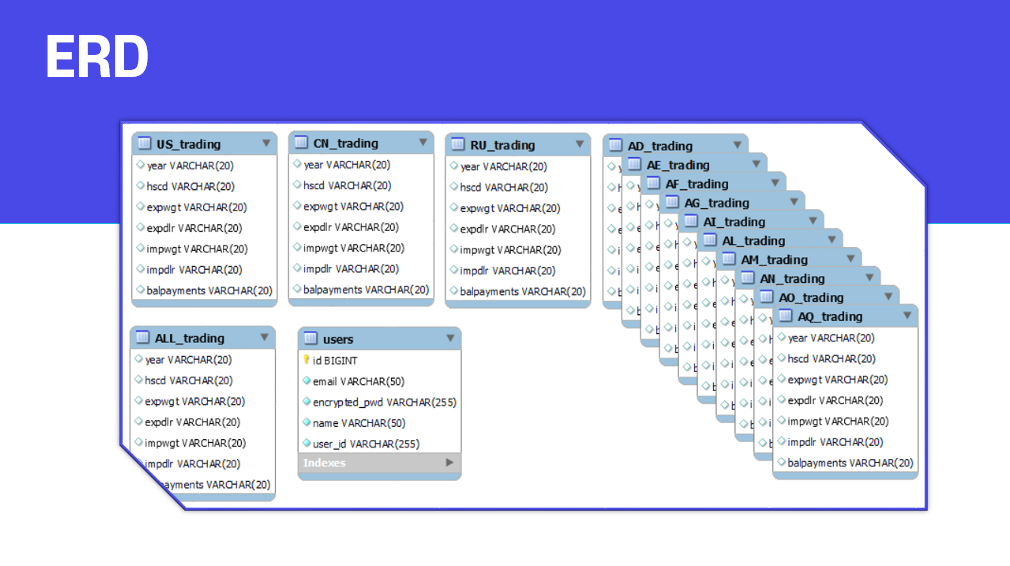 ERD
US_trading
year VARCHAR(20)
hscd VARCHAR(20)
expwgt VARCHAR(20)
expdlr VARCHAR(20)
impwgt VARCHAR(20)
impdlr VARCHAR(20)
balpayments VARCHAR(20)
CN_trading
year VARCHAR(20)
hscd VARCHAR(20)
expwgt VARCHAR(20)
expdlr VARCHAR(20)
impwgt VARCHAR(20)
impdlr VARCHAR(20)
balpayments VARCHAR(20)
RU_trading
year VARCHAR(20)
hscd VARCHAR(20)
expwgt VARCHAR(20)
expdlr VARCHAR(20)
impwgt VARCHAR(20)
impdlr VARCHAR(20)
balpayments VARCHAR(20)
AD_trading
AE_trading
AF_trading
AG_trading
AI_trading
AL_trading
AM_trading
AN_trading
AO_trading
AQ_trading
year VARCHAR(20)
hscd VARCHAR(20)
expwgt VARCHAR(20)
expdlr VARCHAR(20)
impwgt VARCHAR(20)
impdlr VARCHAR(20)
balpayments VARCHAR(20)
ALL_trading
year VARCHAR(20)
hscd VARCHAR(20)
expwgt VARCHAR(20)
expdlr VARCHAR(20)
impwgt VARCHAR(20)
impdlr VARCHAR(20)
payments VARCHAR(20)
users
id BIGINT
email VARCHAR(50)
encrypted_pwd VARCHAR(255)
name VARCHAR(50)
user_id VARCHAR(255)
Indexes